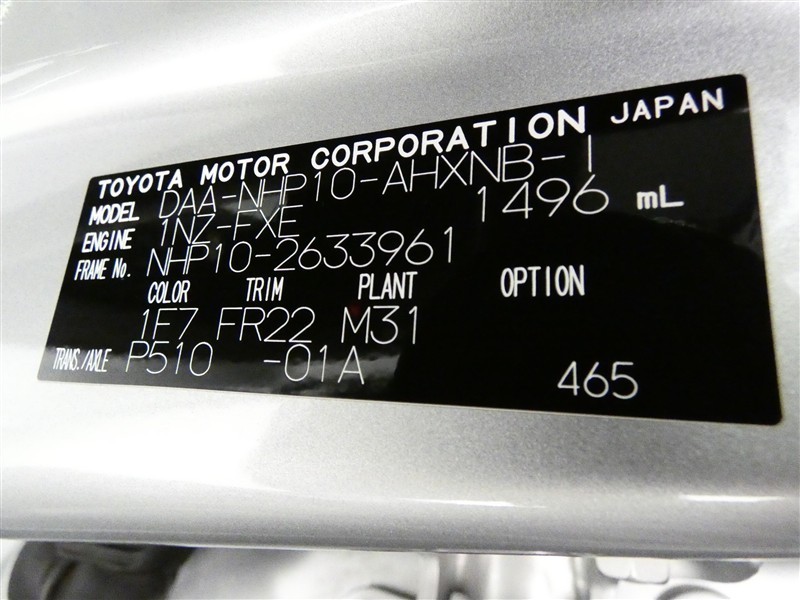 TOYOTA MOTOR CORPORATION JAPAN
MODEL DAA-NHP10-AHXNB-1
ENGINE 1NZ-FXE 1496 mL
FRAME No. NHP10-2633961
COLOR TRIM PLANT OPTION
1F7 FR22 M31
TRANS./AXLE P510 -01A 465